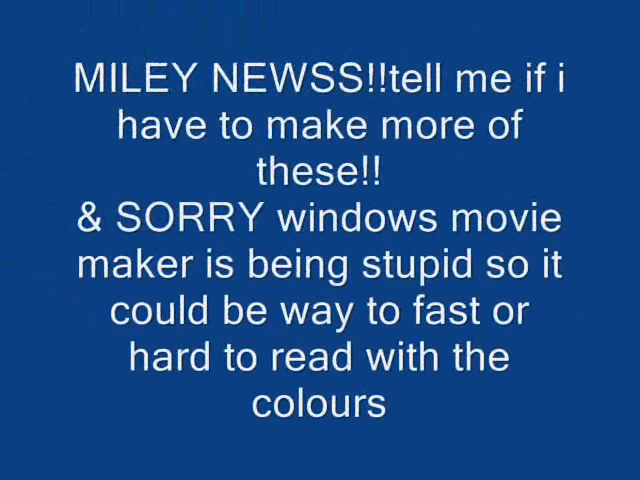 MILEY NEWSS!!tell me if i
have to make more of
these!!
& SORRY windows movie
maker is being stupid so it
could be way to fast or
hard to read with the
colours